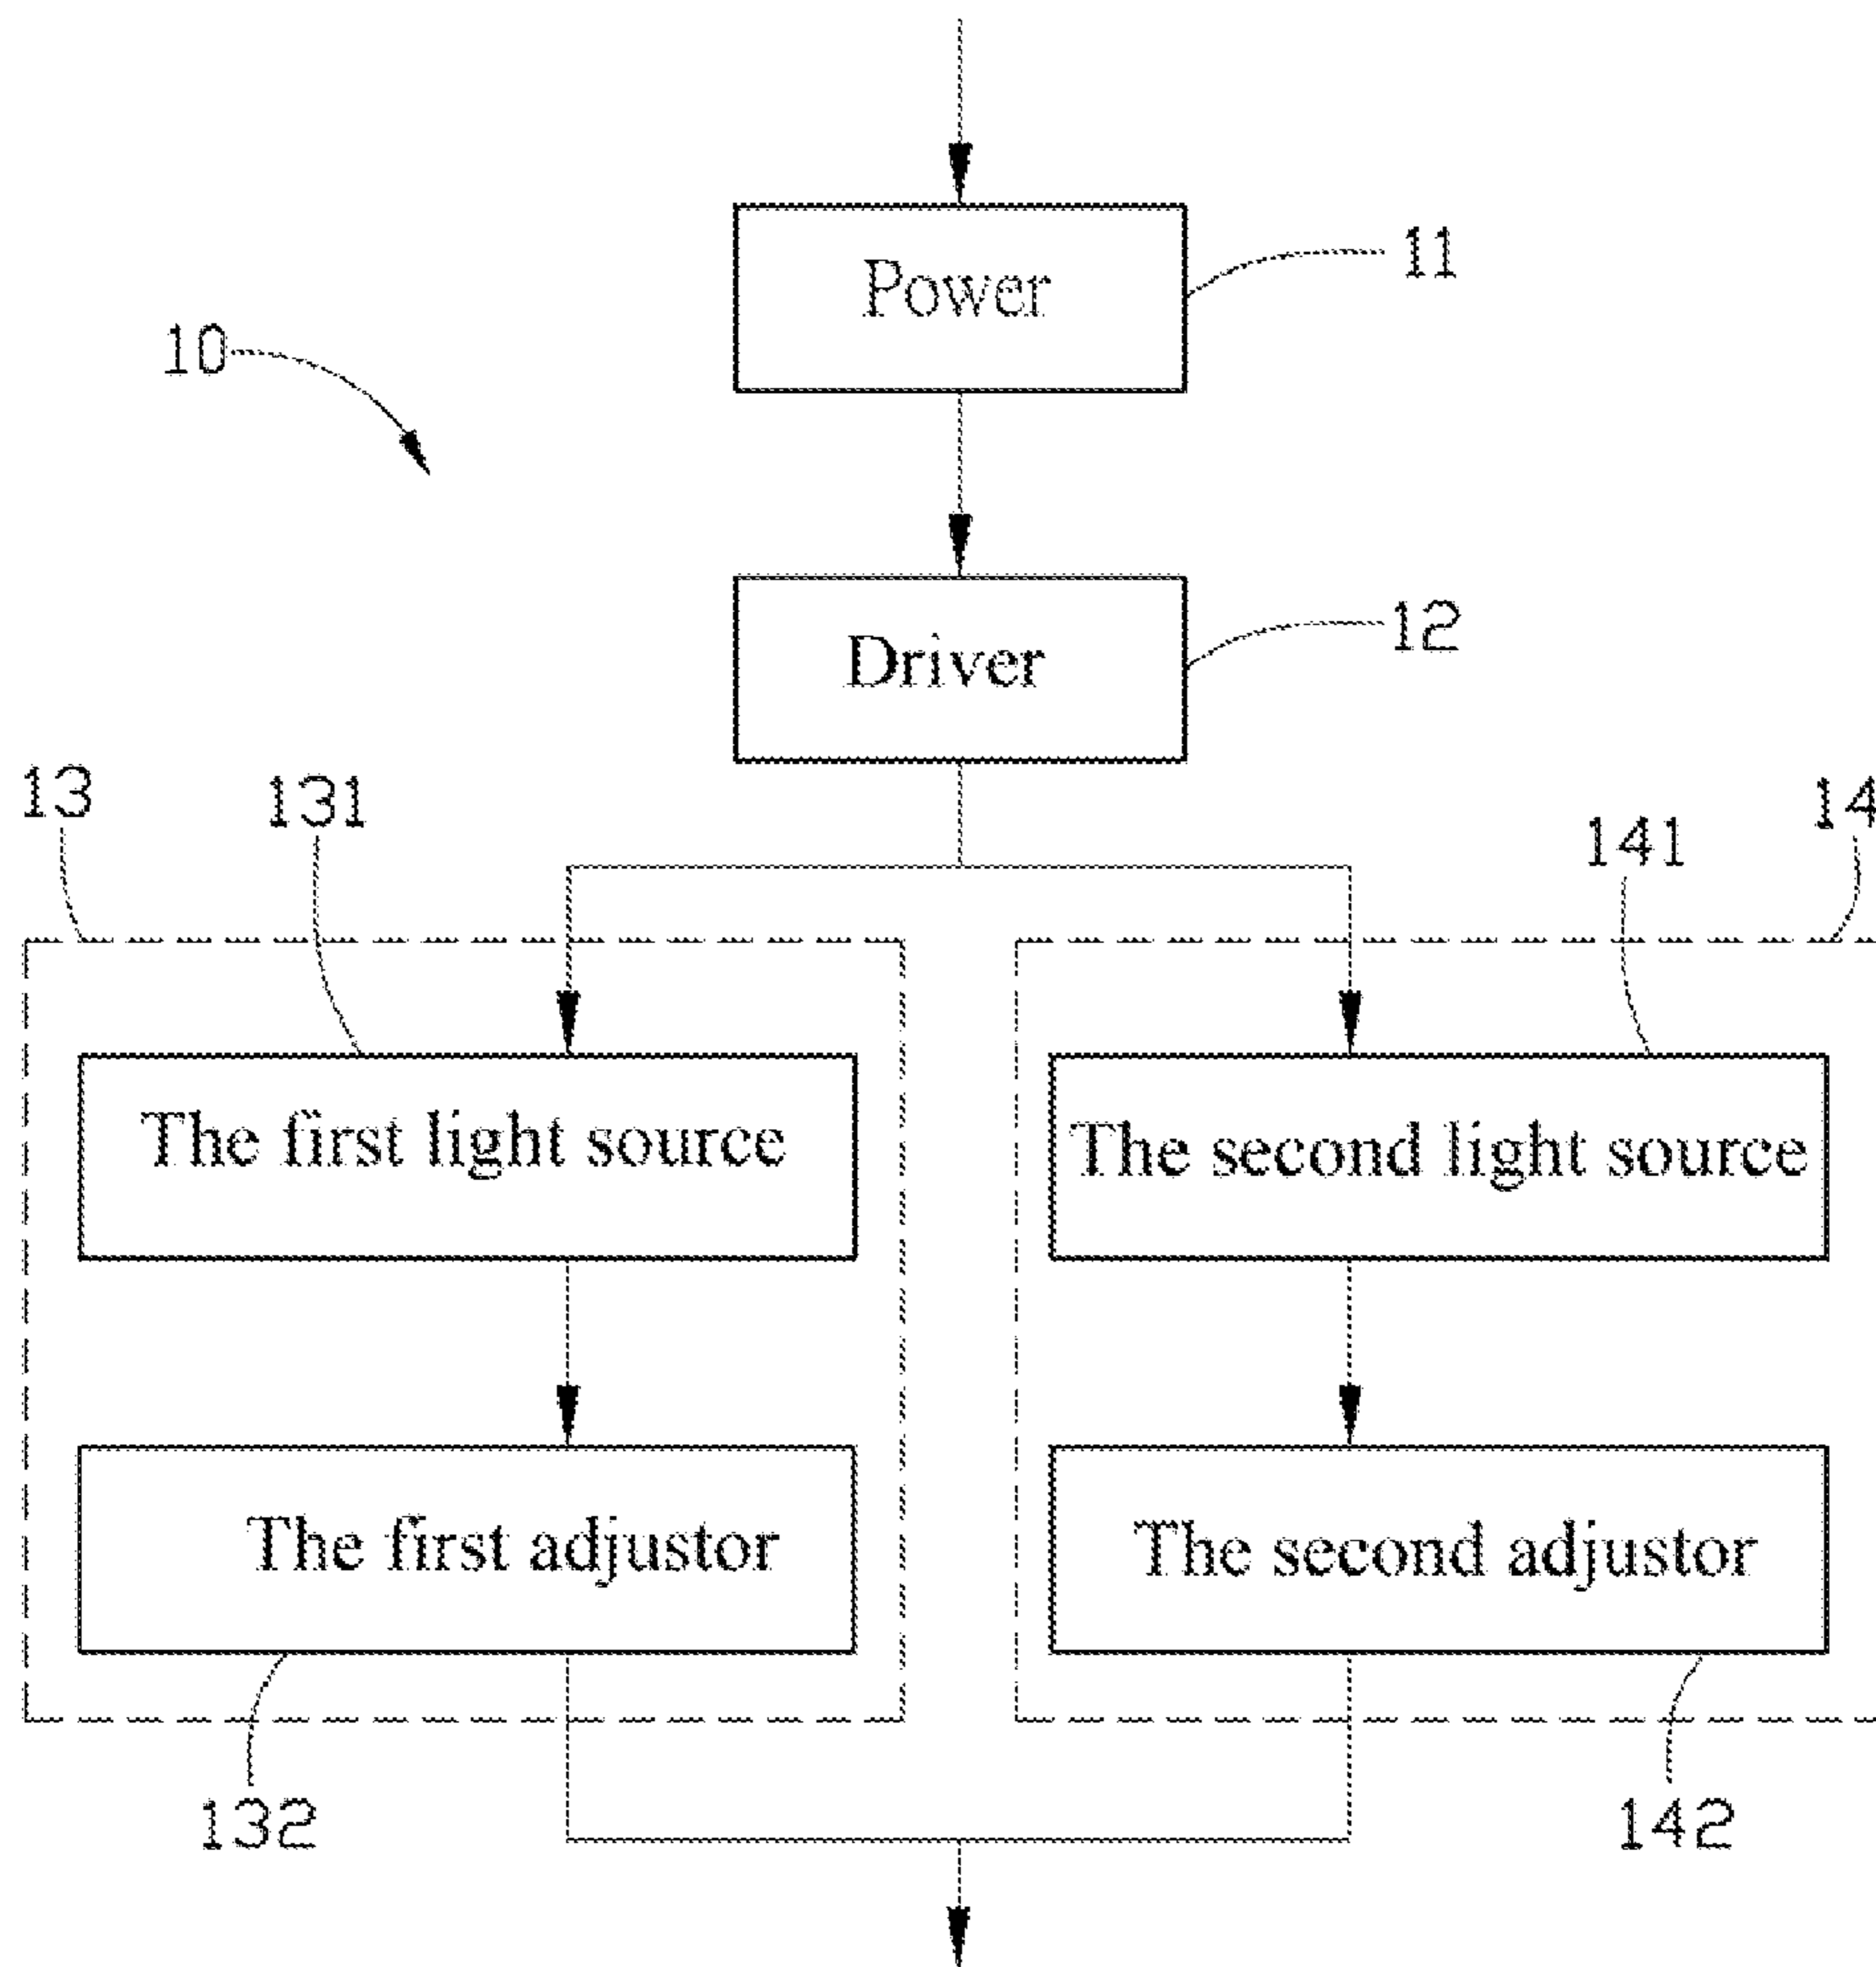 Power
11
10
Driver
12
13
131
141
14
The first light source
The second light source
The first adjustor
The second adjustor
132
142